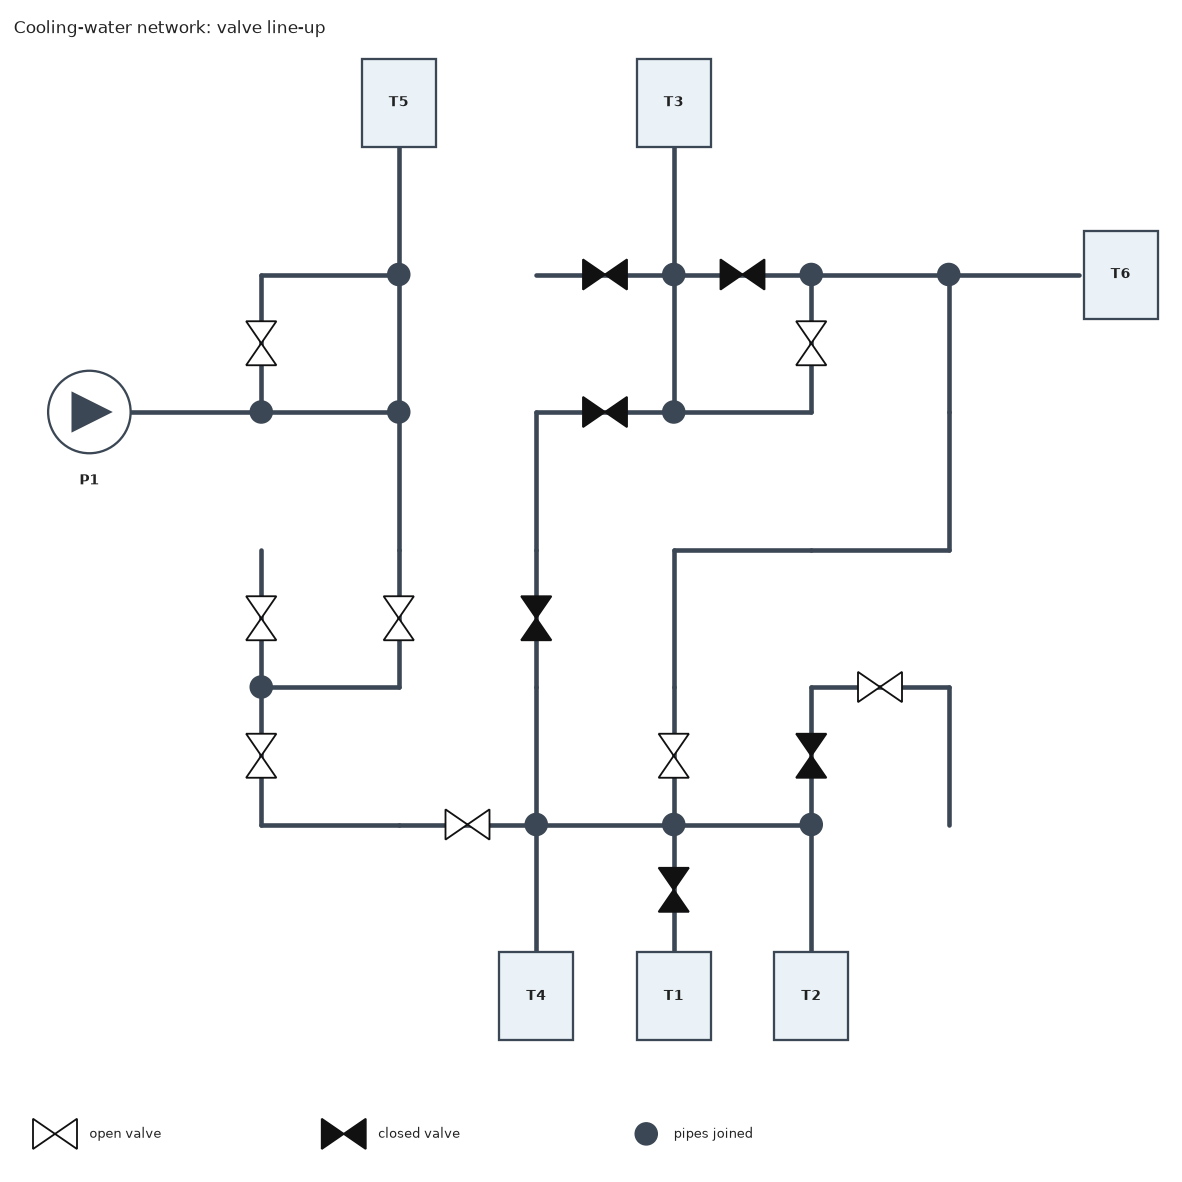 Cooling-water network: valve line-up
T5
T3
T6
P1
T4
T1
T2
open valve
closed valve
pipes joined